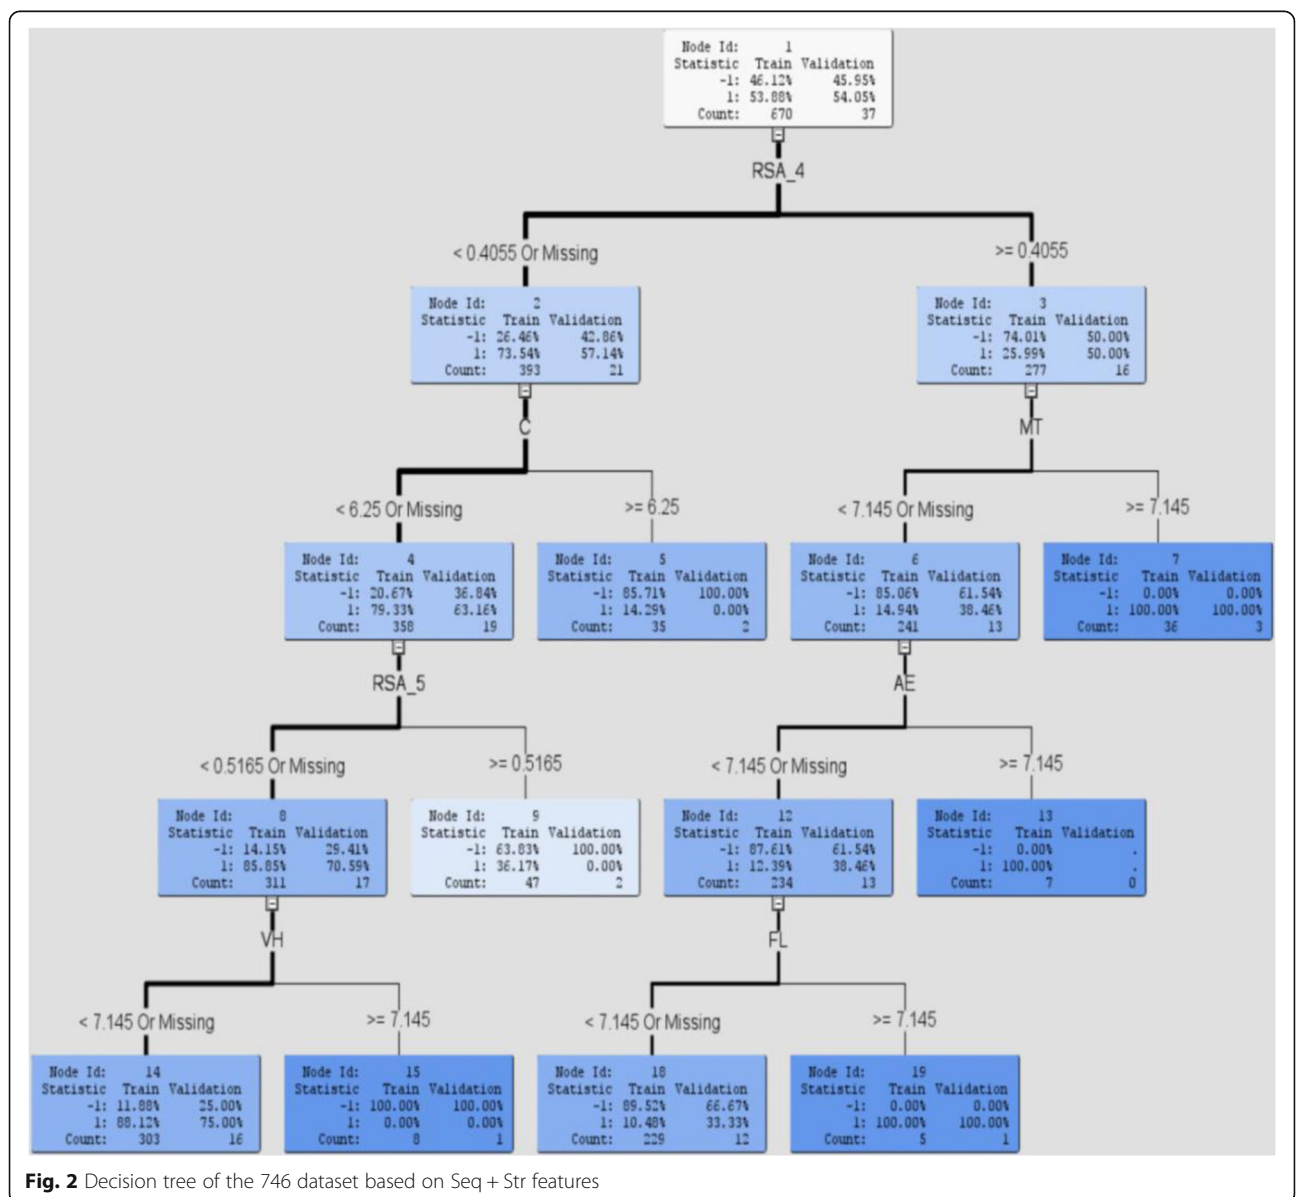 Node Id: 1
Statistic Train Validation
-1: 46.12% 45.95%
1: 53.88% 54.05%
Count: 670 37
RSA_4
< 0.4055 Or Missing
>= 0.4055
Node Id: 2
Statistic Train Validation
-1: 26.46% 42.86%
1: 73.54% 57.14%
Count: 393 21
Node Id: 3
Statistic Train Validation
-1: 74.01% 50.00%
1: 25.99% 50.00%
Count: 277 16
C
MT
< 6.25 Or Missing
>= 6.25
< 7.145 Or Missing
>= 7.145
Node Id: 4
Statistic Train Validation
-1: 20.67% 36.84%
1: 79.33% 63.16%
Count: 358 19
Node Id: 5
Statistic Train Validation
-1: 85.71% 100.00%
1: 14.29% 0.00%
Count: 35 2
Node Id: 6
Statistic Train Validation
-1: 85.06% 61.54%
1: 14.94% 38.46%
Count: 241 13
Node Id: 7
Statistic Train Validation
-1: 0.00% 0.00%
1: 100.00% 100.00%
Count: 36 3
RSA_5
AE
< 0.5165 Or Missing
>= 0.5165
< 7.145 Or Missing
>= 7.145
Node Id: 8
Statistic Train Validation
-1: 14.15% 29.41%
1: 85.85% 70.59%
Count: 311 17
Node Id: 9
Statistic Train Validation
-1: 63.83% 100.00%
1: 36.17% 0.00%
Count: 47 2
Node Id: 12
Statistic Train Validation
-1: 87.61% 61.54%
1: 12.39% 38.46%
Count: 234 13
Node Id: 13
Statistic Train Validation
-1: 0.00% .
1: 100.00% .
Count: 7 0
VH
FL
< 7.145 Or Missing
>= 7.145
< 7.145 Or Missing
>= 7.145
Node Id: 14
Statistic Train Validation
-1: 11.88% 25.00%
1: 88.12% 75.00%
Count: 303 16
Node Id: 15
Statistic Train Validation
-1: 100.00% 100.00%
1: 0.00% 0.00%
Count: 8 1
Node Id: 18
Statistic Train Validation
-1: 89.52% 66.67%
1: 10.48% 33.33%
Count: 229 12
Node Id: 19
Statistic Train Validation
-1: 0.00% 0.00%
1: 100.00% 100.00%
Count: 5 1
Fig. 2 Decision tree of the 746 dataset based on Seq + Str features